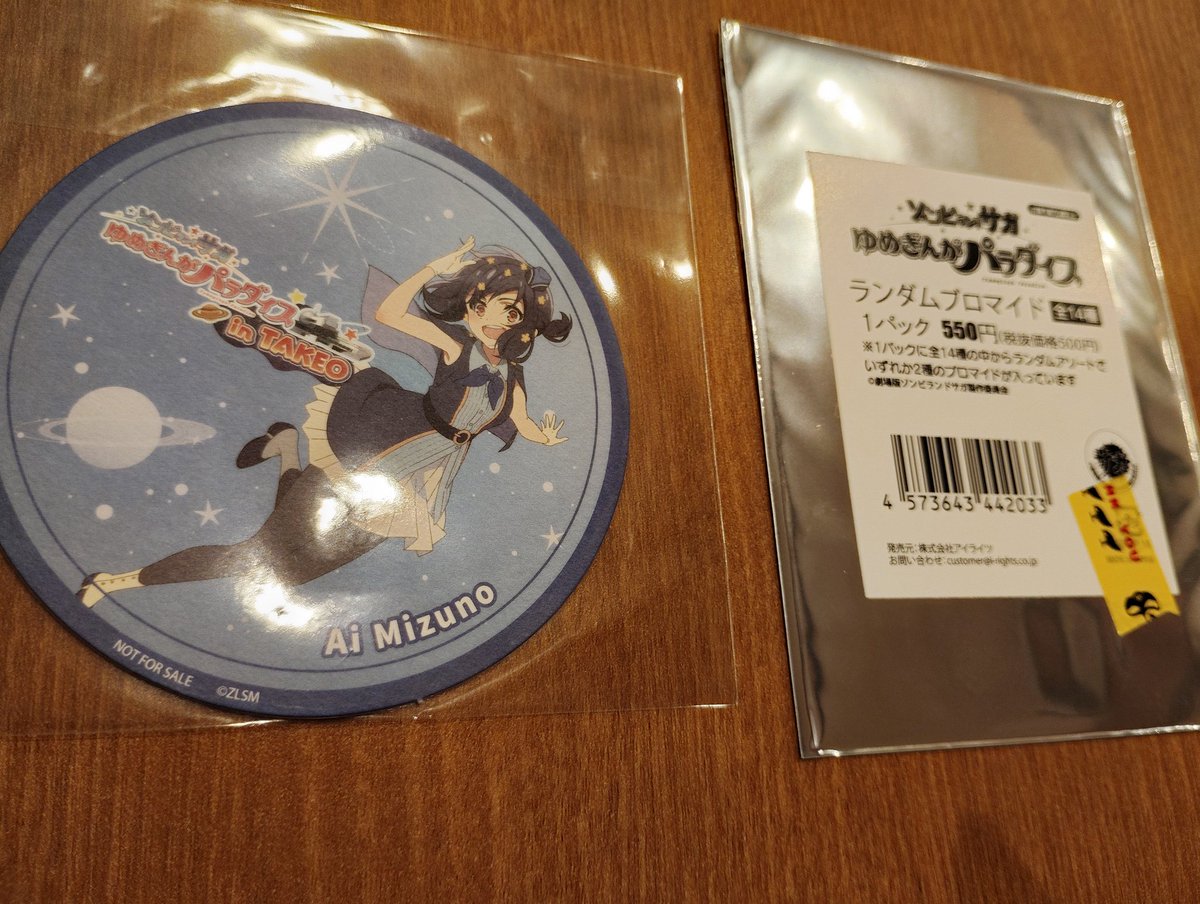 ゾンビランドサガ
ゆめぎんがパラダイス
in TAKEO
Ai Mizuno
NOT FOR SALE ©ZLSM
ゾンビランドサガ
ゆめぎんがパラダイス
ランダムブロマイド 全14種
1パック 550円(税抜価格500円)
※1パックに全14種の中からランダムアソートで
いずれか2種のブロマイドが入っています
©劇場版ゾンビランドサガ製作委員会
4 573643 442033
発売元:株式会社アイライツ
お問い合わせ:customer@i-rights.co.jp